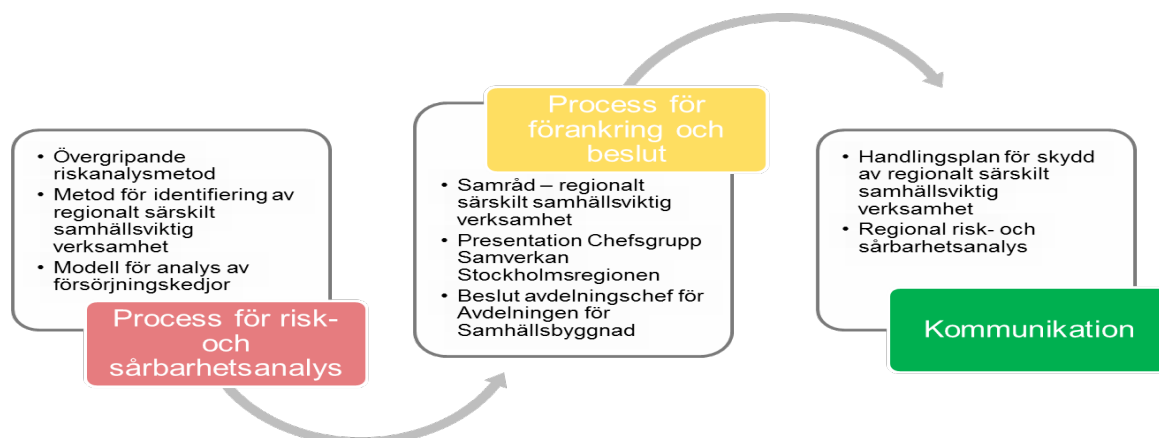 • Övergripande
riskanalysmetod
• Metod för identifiering av
regionalt särskilt
samhällsviktig
verksamhet
• Modell för analys av
försörjningskedjor
Process för risk-
och
sårbarhetsanalys
Process för
förankring och
beslut
• Samråd – regionalt
särskilt samhällsviktig
verksamhet
• Presentation Chefsgrupp
Samverkan
Stockholmsregionen
• Beslut avdelningschef för
Avdelningen för
Samhällsbyggnad
• Handlingsplan för skydd
av regionalt särskilt
samhällsviktig
verksamhet
• Regional risk- och
sårbarhetsanalys
Kommunikation